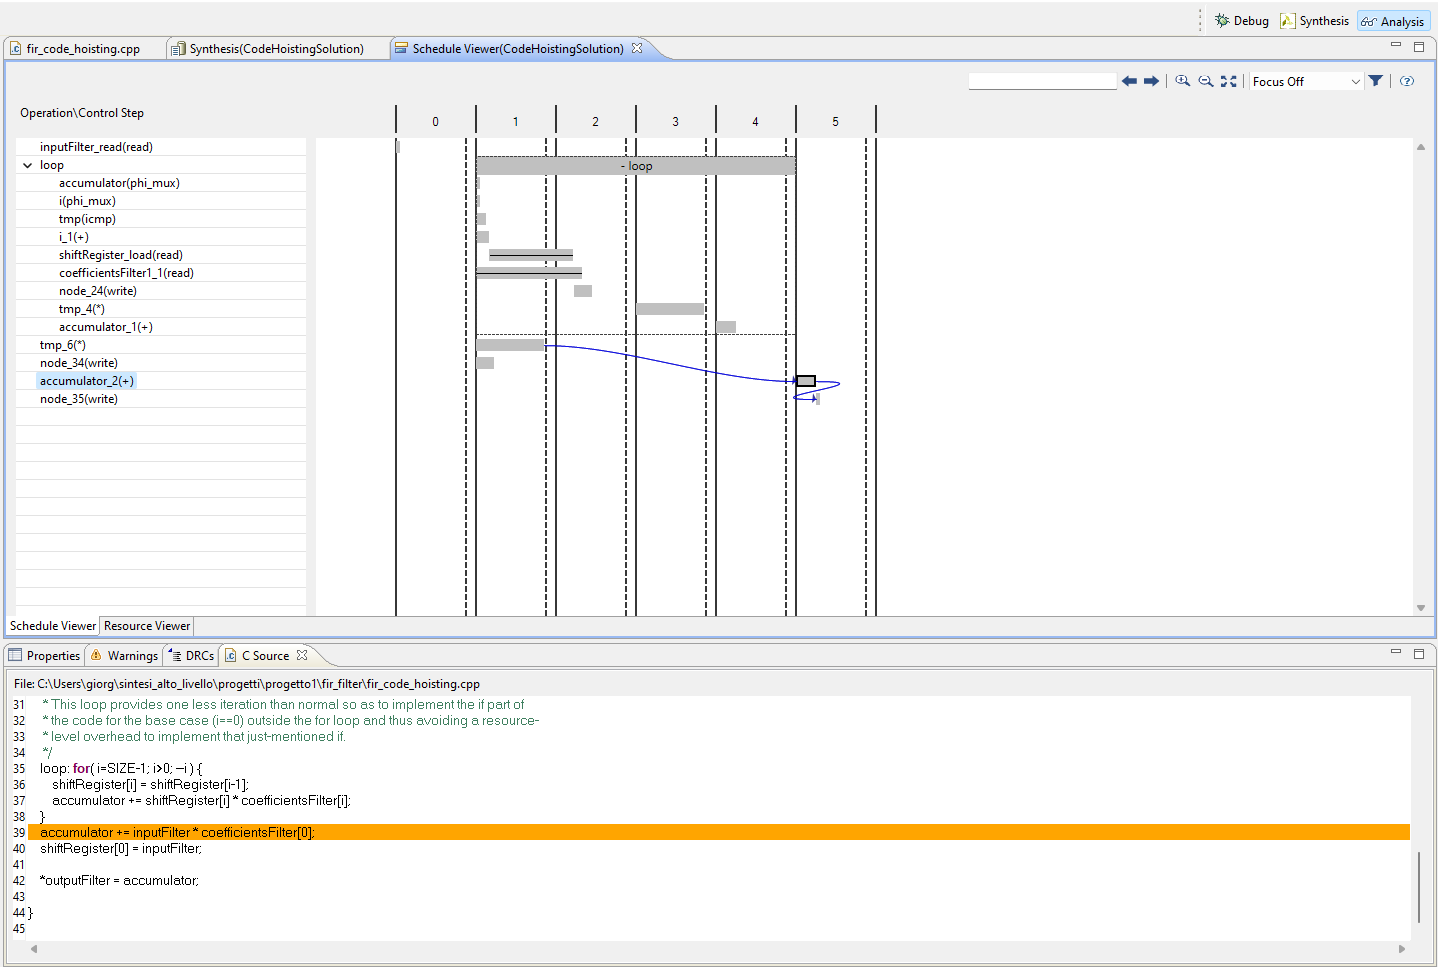 Debug Synthesis Analysis
fir_code_hoisting.cpp Synthesis(CodeHoistingSolution) Schedule Viewer(CodeHoistingSolution)
Focus Off
Operation\Control Step 0 1 2 3 4 5
inputFilter_read(read)
loop - loop
accumulator(phi_mux)
i(phi_mux)
tmp(icmp)
i_1(+)
shiftRegister_load(read)
coefficientsFilter1_1(read)
node_24(write)
tmp_4(*)
accumulator_1(+)
tmp_6(*)
node_34(write)
accumulator_2(+)
node_35(write)
Schedule Viewer Resource Viewer
Properties Warnings DRCs C Source
File: C:\Users\giorg\sintesi_alto_livello\progetti\progetto1\fir_filter\fir_code_hoisting.cpp
31 * This loop provides one less iteration than normal so as to implement the if part of
32 * the code for the base case (i==0) outside the for loop and thus avoiding a resource-
33 * level overhead to implement that just-mentioned if.
34 */
35 loop: for( i=SIZE-1; i>0; --i ) {
36 shiftRegister[i] = shiftRegister[i-1];
37 accumulator += shiftRegister[i] * coefficientsFilter[i];
38 }
39 accumulator += inputFilter * coefficientsFilter[0];
40 shiftRegister[0] = inputFilter;
41
42 *outputFilter = accumulator;
43
44 }
45